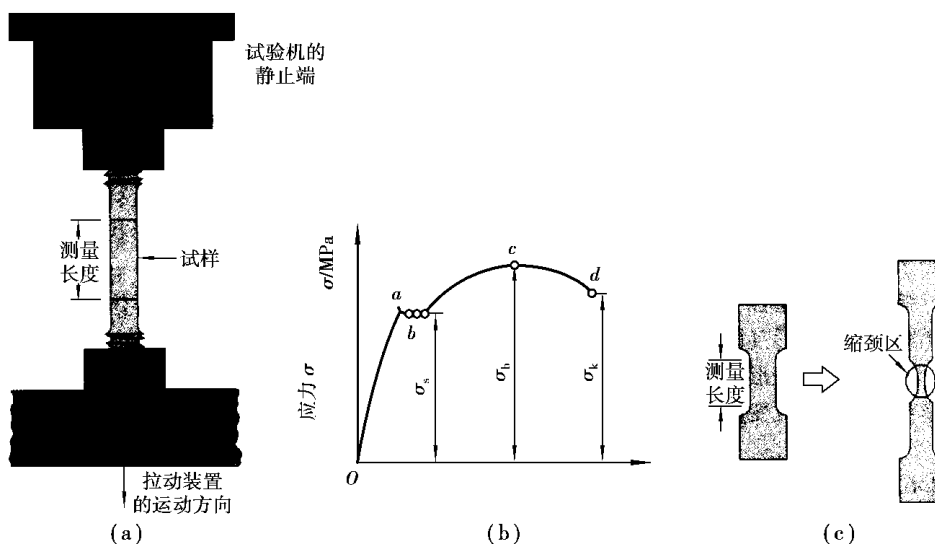 试验机的
静止端
测量
长度
试样
拉动装置
的运动方向
(a)
σ/MPa
应力 σ
a
b
c
d
σs
σb
σk
O
(b)
测量
长度
缩颈区
(c)